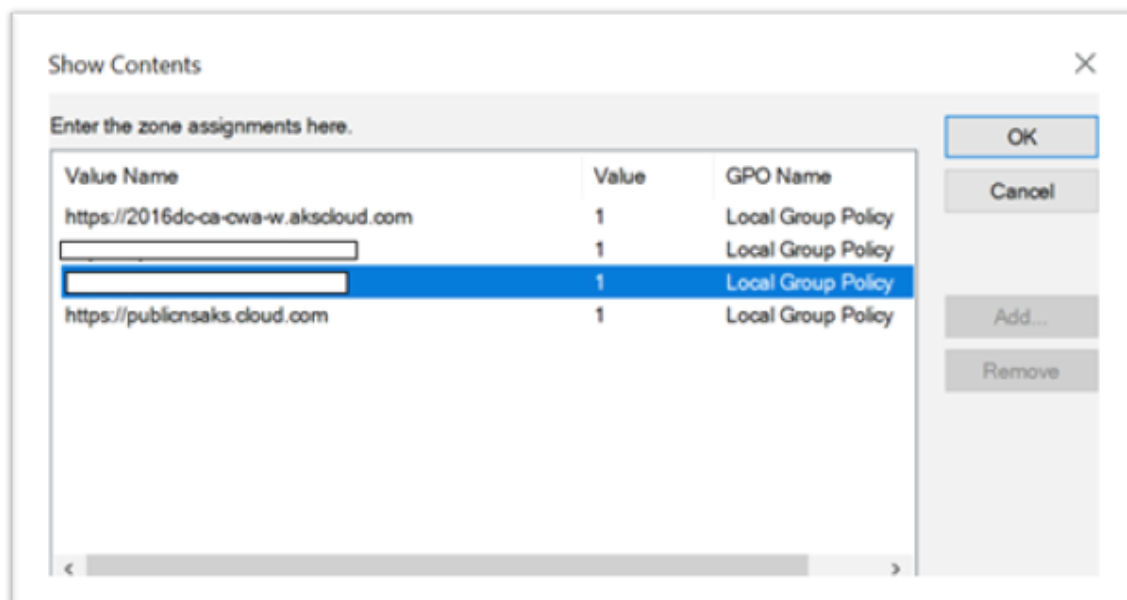 Show Contents
Enter the zone assignments here.
OK
Cancel
Value Name Value GPO Name
https://2016dc-ca-cwa-w.akscloud.com 1 Local Group Policy
1 Local Group Policy
1 Local Group Policy
https://publicnsaks.cloud.com 1 Local Group Policy
Add...
Remove